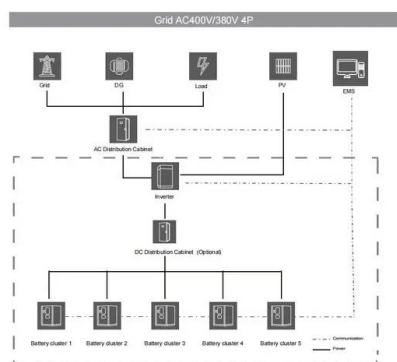 Grid AC400V/380V 4P
Grid DG Load PV EMS
AC Distribution Cabinet
Inverter
DC Distribution Cabinet (Optional)
Battery cluster 1 Battery cluster 2 Battery cluster 3 Battery cluster 4 Battery cluster 5
Communication
Power